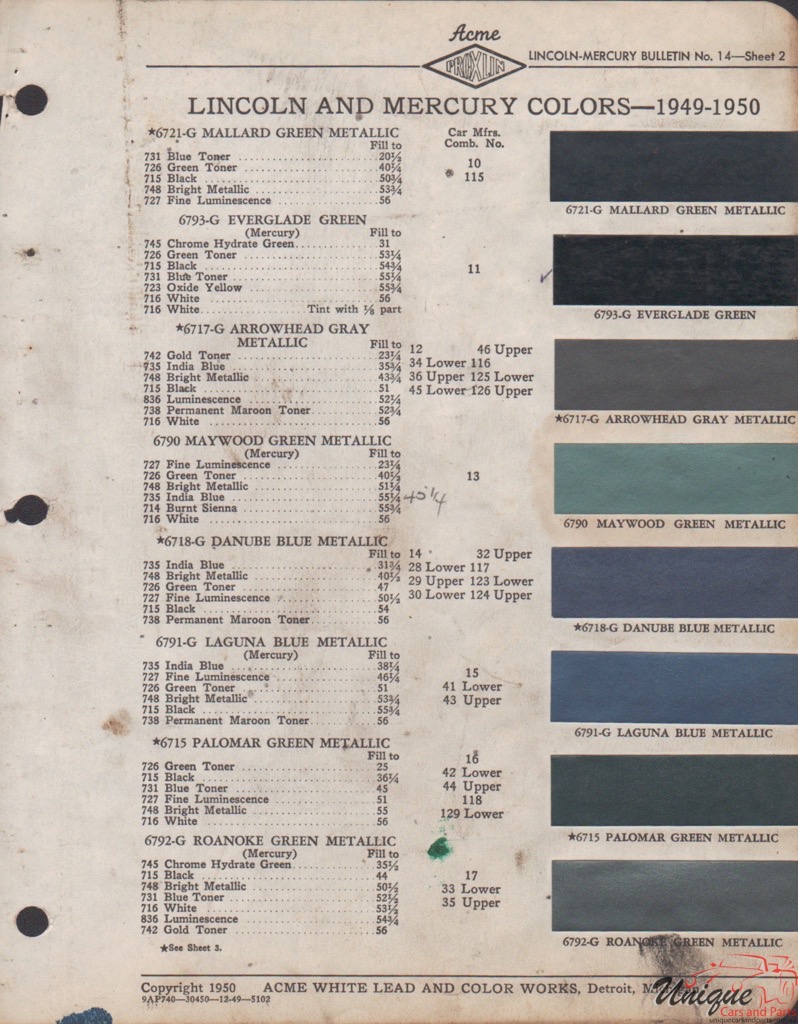 Acme
PROXLIN
LINCOLN-MERCURY BULLETIN No. 14—Sheet 2
LINCOLN AND MERCURY COLORS—1949-1950
★6721-G MALLARD GREEN METALLIC
Fill to
731 Blue Toner 20½
726 Green Toner 40¼
715 Black 50¾
748 Bright Metallic 53¾
727 Fine Luminescence 56
Car Mfrs.
Comb. No.
10
115
6721-G MALLARD GREEN METALLIC
6793-G EVERGLADE GREEN
(Mercury) Fill to
745 Chrome Hydrate Green 31
726 Green Toner 53¼
715 Black 54¾
731 Blue Toner 55¼
723 Oxide Yellow 55¾
716 White 56
716 White Tint with ⅛ part
11
6793-G EVERGLADE GREEN
★6717-G ARROWHEAD GRAY
METALLIC
Fill to
742 Gold Toner 23¼
735 India Blue 35¾
748 Bright Metallic 43¾
715 Black 51
836 Luminescence 52¼
738 Permanent Maroon Toner 52¾
716 White 56
12 46 Upper
34 Lower 116
36 Upper 125 Lower
45 Lower 126 Upper
★6717-G ARROWHEAD GRAY METALLIC
6790 MAYWOOD GREEN METALLIC
(Mercury) Fill to
727 Fine Luminescence 23¼
726 Green Toner 40½
748 Bright Metallic 51¼
735 India Blue 55¼
714 Burnt Sienna 55¾
716 White 56
13
45 1/4
6790 MAYWOOD GREEN METALLIC
★6718-G DANUBE BLUE METALLIC
Fill to
735 India Blue 31¾
748 Bright Metallic 40½
726 Green Toner 47
727 Fine Luminescence 50½
715 Black 54
738 Permanent Maroon Toner 56
14 32 Upper
28 Lower 117
29 Upper 123 Lower
30 Lower 124 Upper
★6718-G DANUBE BLUE METALLIC
6791-G LAGUNA BLUE METALLIC
(Mercury) Fill to
735 India Blue 38¼
727 Fine Luminescence 46¼
726 Green Toner 51
748 Bright Metallic 53¾
715 Black 55¾
738 Permanent Maroon Toner 56
15
41 Lower
43 Upper
6791-G LAGUNA BLUE METALLIC
★6715 PALOMAR GREEN METALLIC
Fill to
726 Green Toner 25
715 Black 36¼
731 Blue Toner 45
727 Fine Luminescence 51
748 Bright Metallic 55
716 White 56
16
42 Lower
44 Upper
118
129 Lower
★6715 PALOMAR GREEN METALLIC
6792-G ROANOKE GREEN METALLIC
(Mercury) Fill to
745 Chrome Hydrate Green 35½
715 Black 44
748 Bright Metallic 50½
731 Blue Toner 52½
716 White 53½
836 Luminescence 54¾
742 Gold Toner 56
17
33 Lower
35 Upper
6792-G ROANOKE GREEN METALLIC
★See Sheet 3.
Copyright 1950 ACME WHITE LEAD AND COLOR WORKS, Detroit,
9AP740—30450—12-49—5102
Unique
Cars and Parts
uniquecarsandparts.com